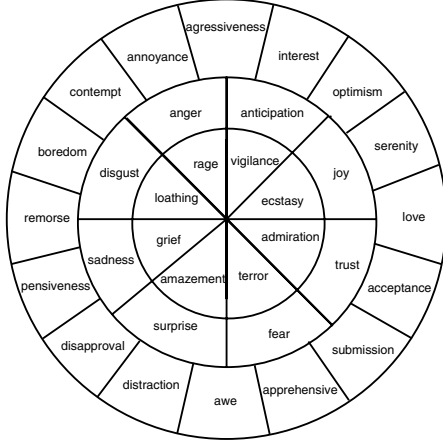 agressiveness
annoyance
interest
contempt
optimism
anger
anticipation
boredom
serenity
disgust
rage
vigilance
joy
loathing
ecstasy
remorse
love
grief
admiration
sadness
trust
amazement
terror
pensiveness
acceptance
surprise
fear
disapproval
submission
distraction
awe
apprehensive